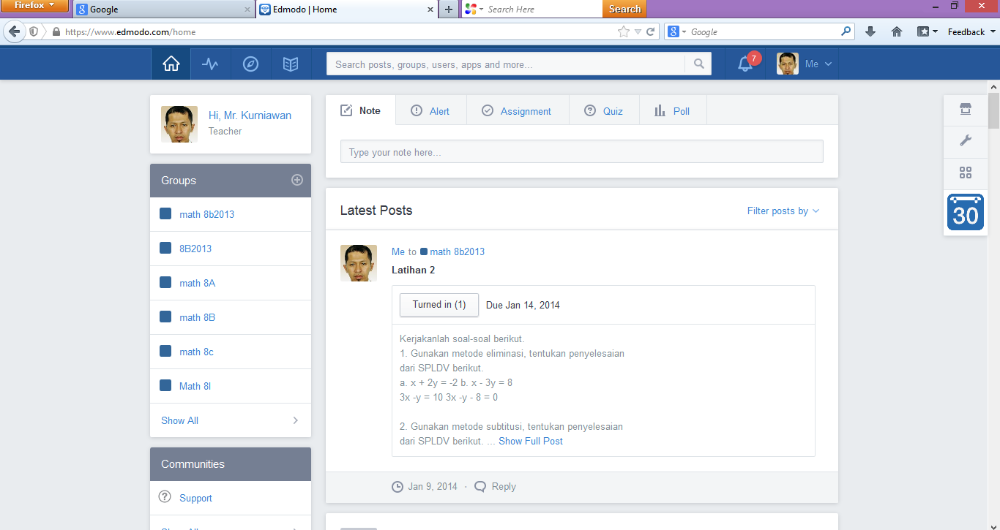 Firefox
Google
Edmodo | Home
Search Here
Search
https://www.edmodo.com/home
Google
Feedback
Search posts, groups, users, apps and more...
7
Me
Hi, Mr. Kurniawan
Teacher
Groups
math 8b2013
8B2013
math 8A
math 8B
math 8c
Math 8I
Show All
Communities
Support
Show All
Note
Alert
Assignment
Quiz
Poll
Type your note here...
Latest Posts
Filter posts by
Me to math 8b2013
Latihan 2
Turned in (1)
Due Jan 14, 2014
Kerjakanlah soal-soal berikut.
1. Gunakan metode eliminasi, tentukan penyelesaian
dari SPLDV berikut.
a. x + 2y = -2 b. x - 3y = 8
3x -y = 10 3x -y - 8 = 0
2. Gunakan metode subtitusi, tentukan penyelesaian
dari SPLDV berikut. ... Show Full Post
Jan 9, 2014 · Reply
30